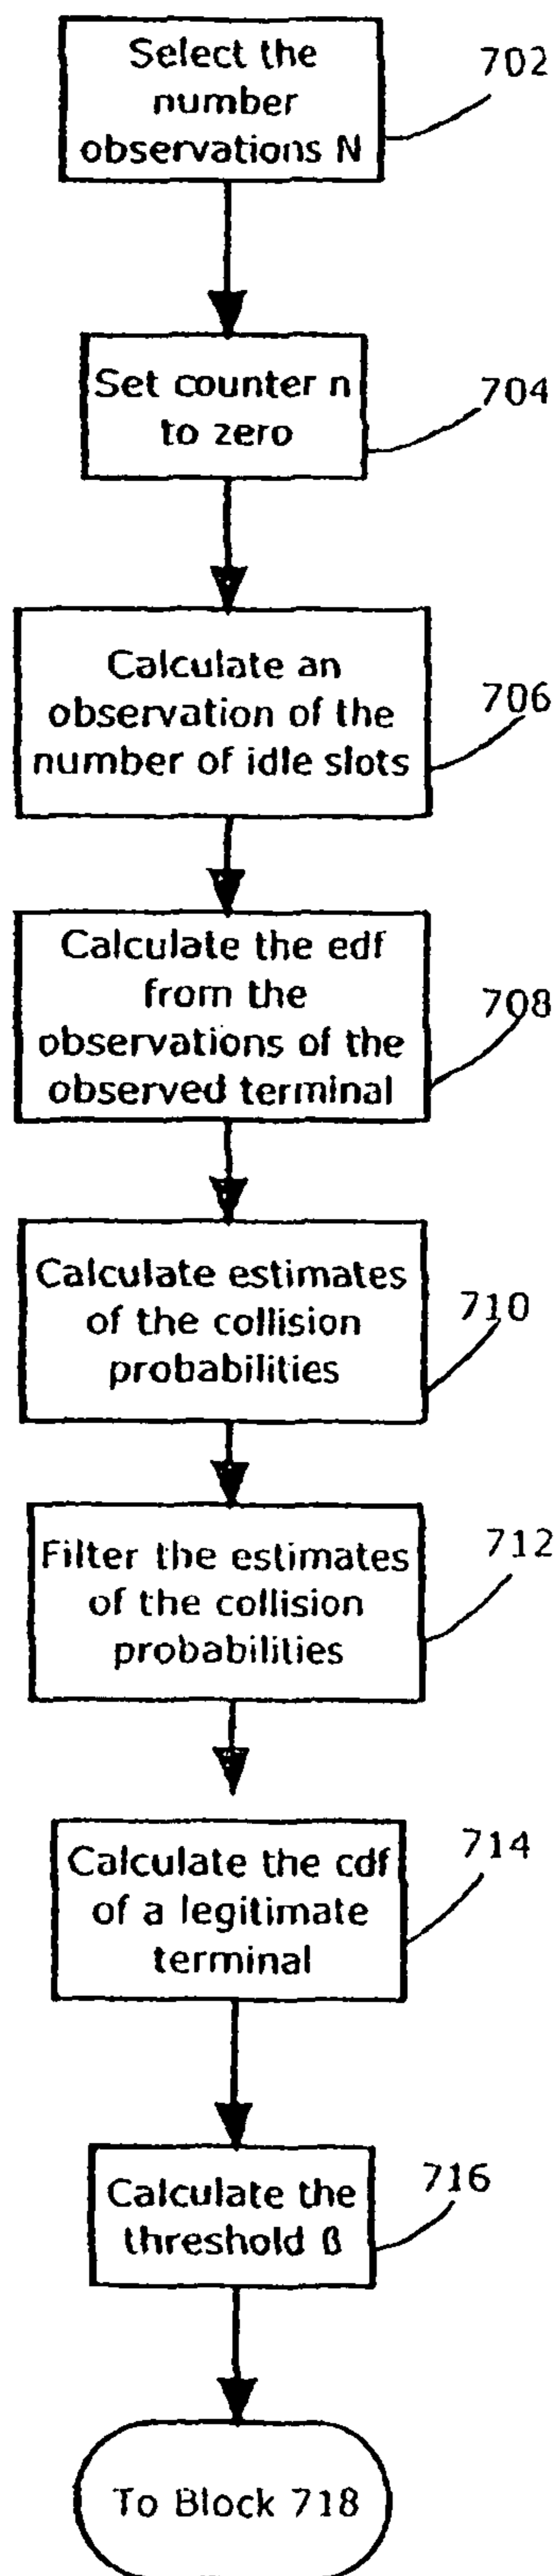 Select the
number
observations N
702
Set counter n
to zero
704
Calculate an
observation of the
number of idle slots
706
Calculate the edf
from the
observations of the
observed terminal
708
Calculate estimates
of the collision
probabilities
710
Filter the estimates
of the collision
probabilities
712
Calculate the cdf
of a legitimate
terminal
714
Calculate the
threshold β
716
To Block 718